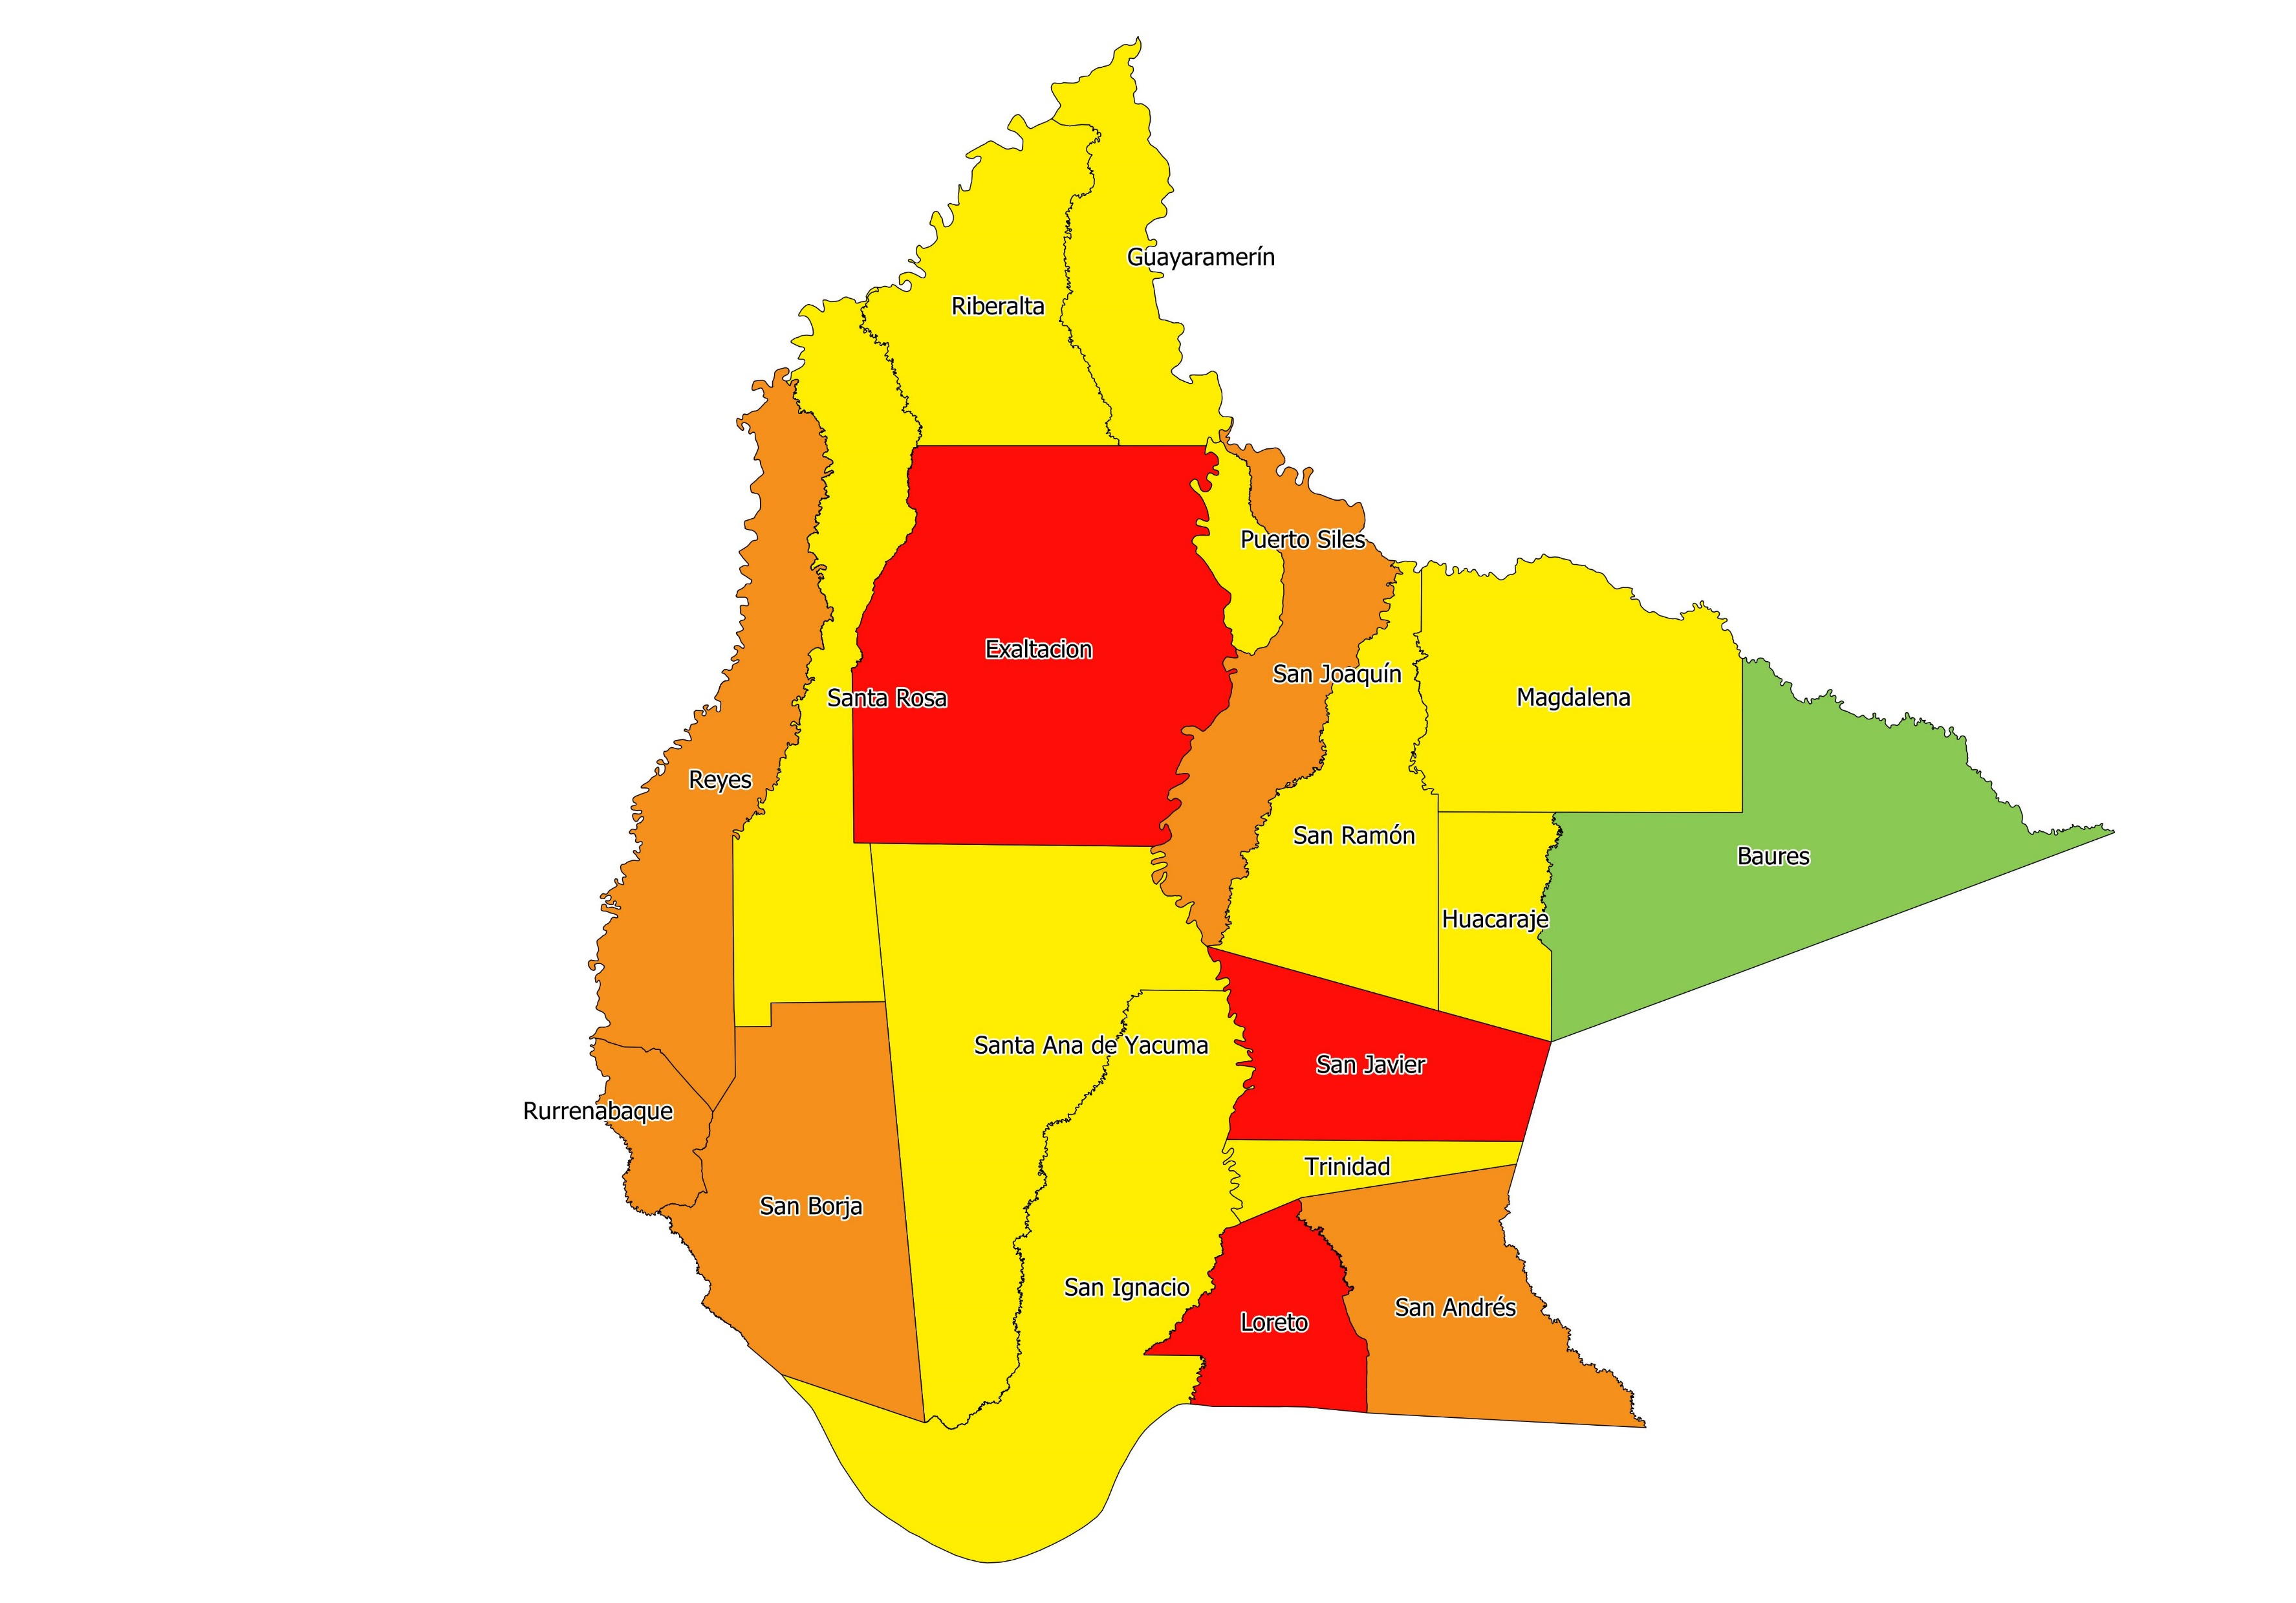 Guayaramerín
Riberalta
Puerto Siles
Exaltacion
San Joaquín
Santa Rosa
Magdalena
Reyes
San Ramón
Baures
Huacaraje
Santa Ana de Yacuma
San Javier
Rurrenabaque
Trinidad
San Borja
San Ignacio
San Andrés
Loreto